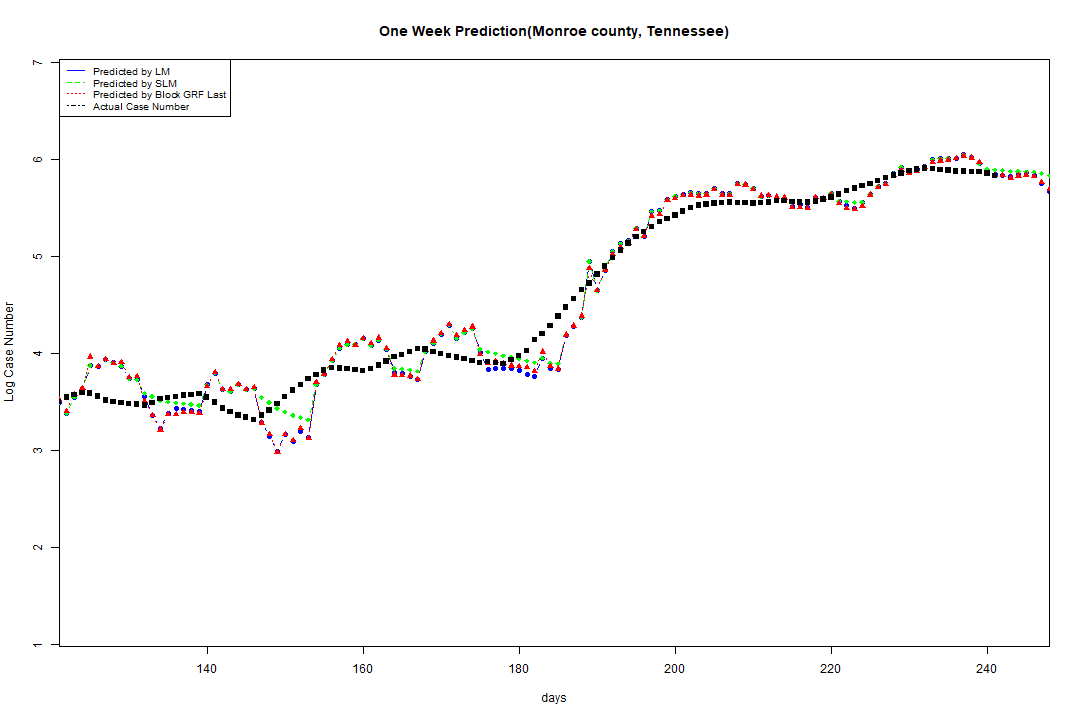 One Week Prediction(Monroe county, Tennessee)
Predicted by LM
Predicted by SLM
Predicted by Block GRF Last
Actual Case Number
7
6
5
4
3
2
1
Log Case Number
140 160 180 200 220 240
days